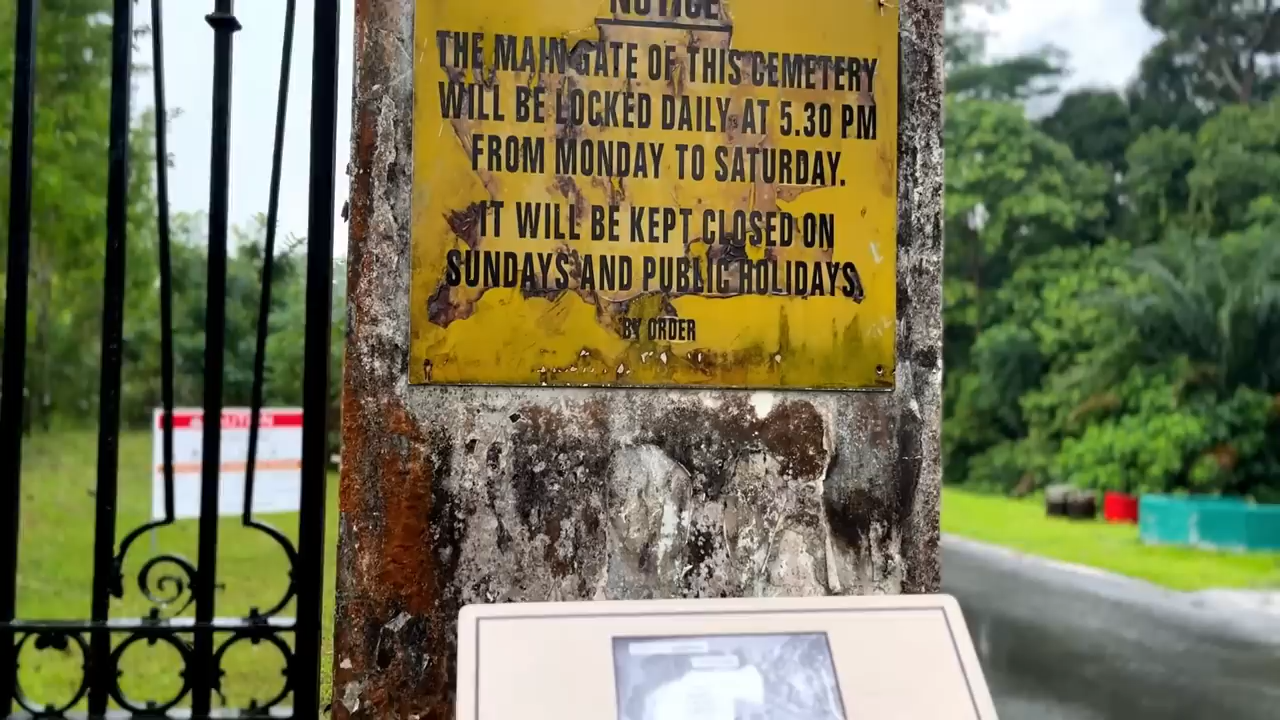 NOTICE
THE MAIN GATE OF THIS CEMETERY
WILL BE LOCKED DAILY AT 5.30 PM
FROM MONDAY TO SATURDAY.
IT WILL BE KEPT CLOSED ON
SUNDAYS AND PUBLIC HOLIDAYS.
BY ORDER
CAUTION